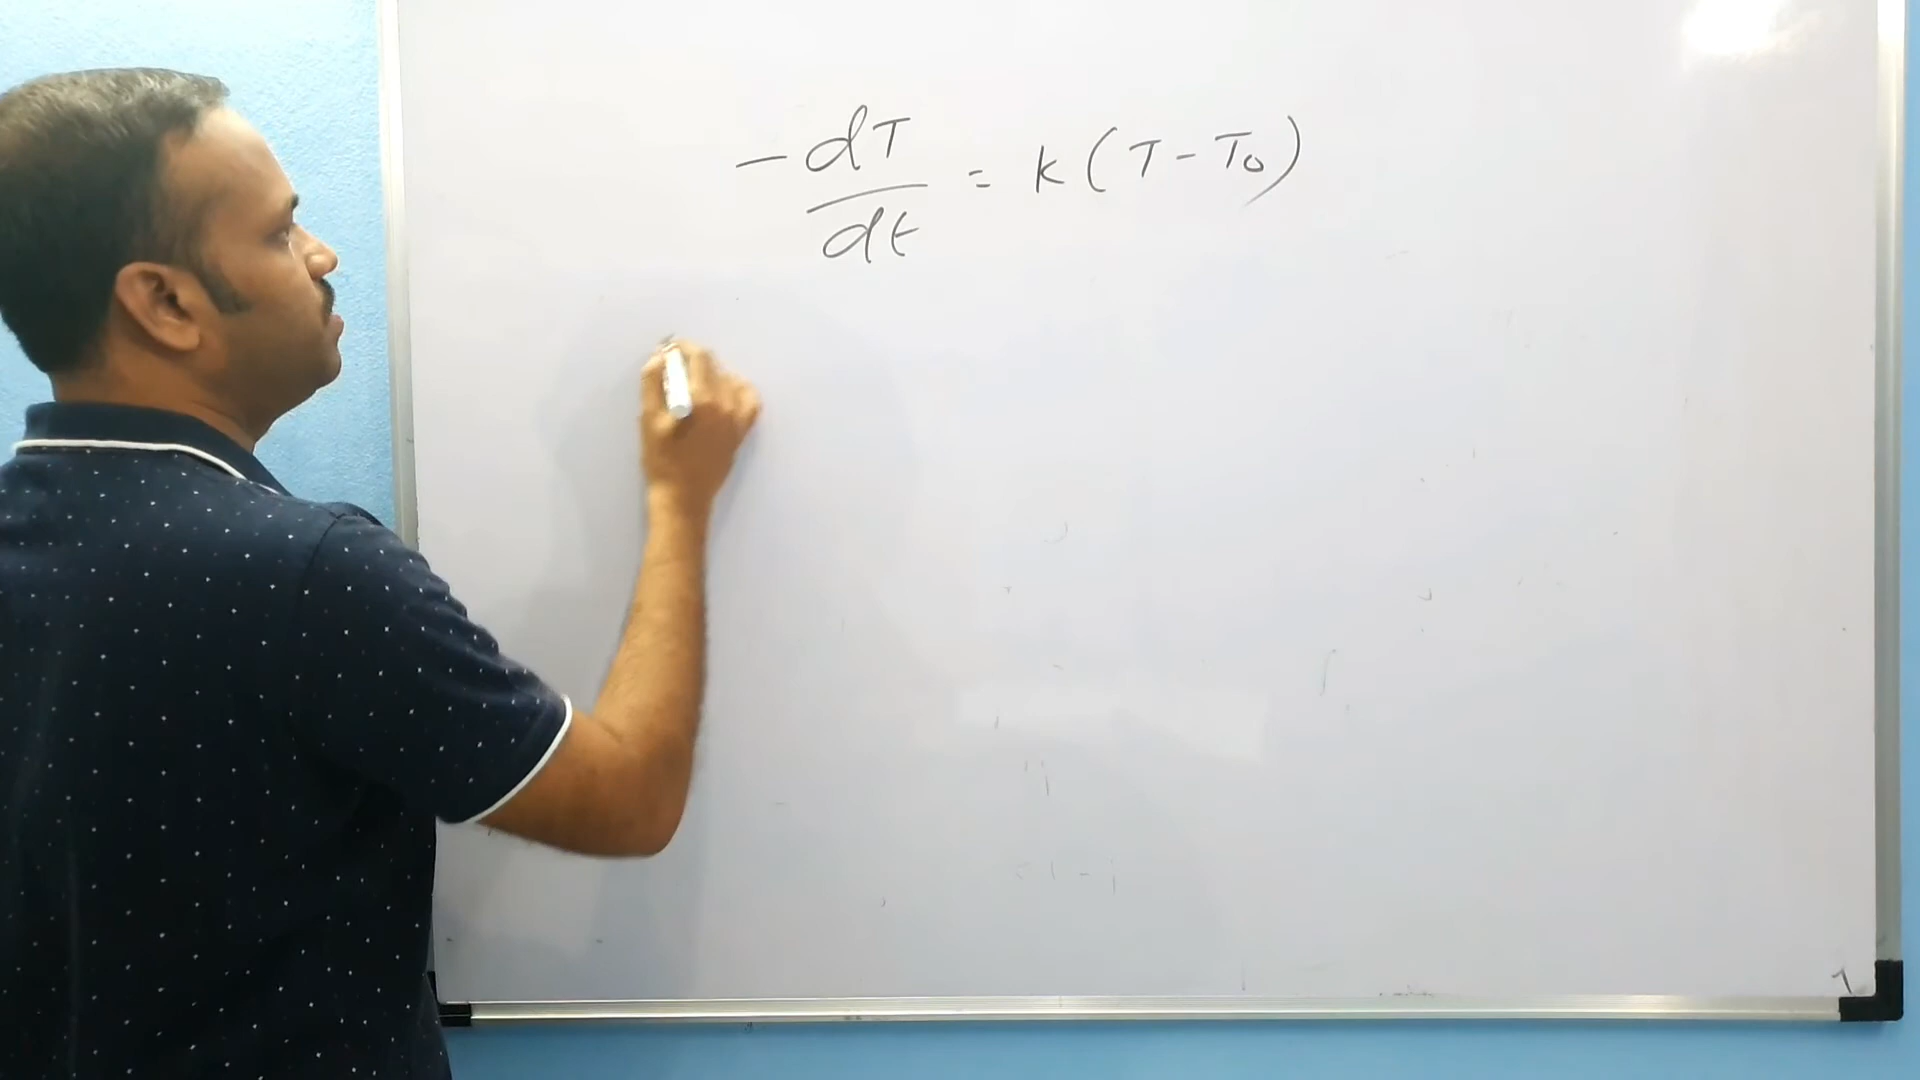 -dT/dt = k(T-T₀)